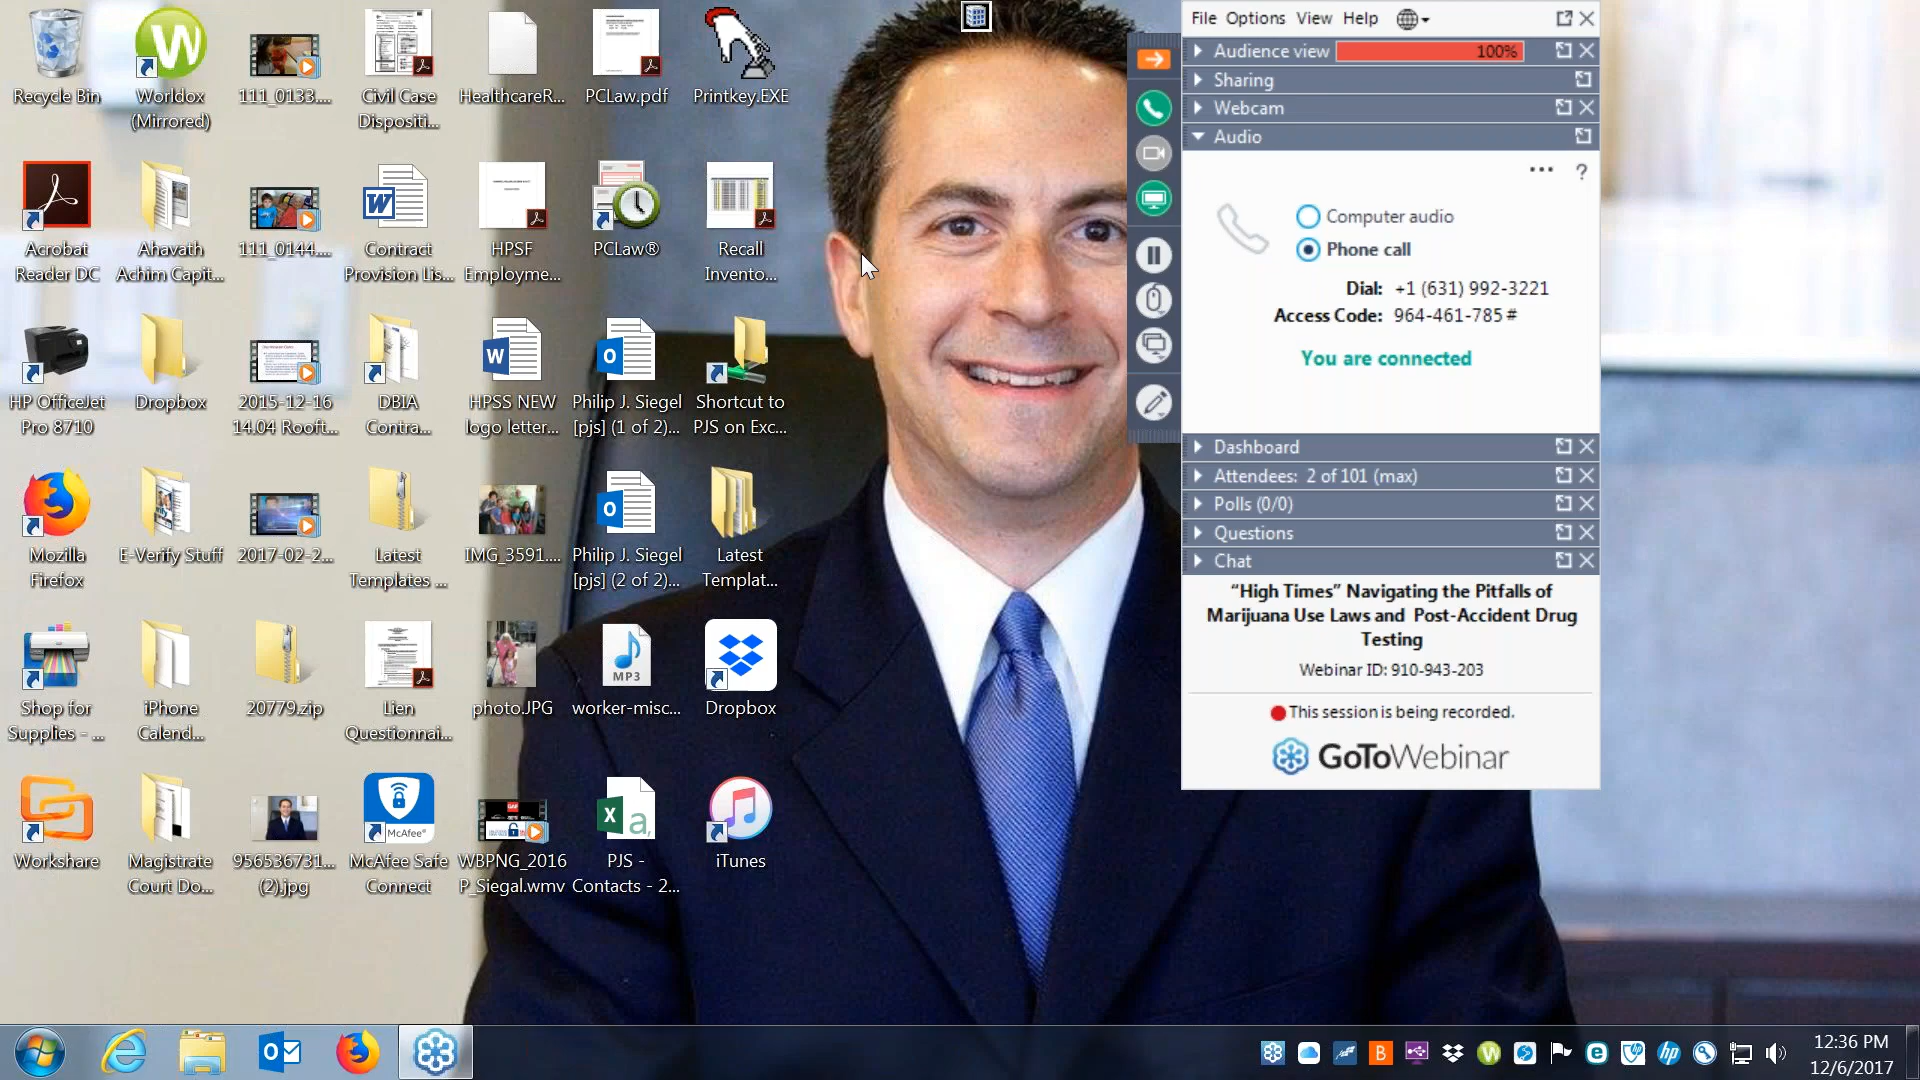 Recycle Bin
Worldox
(Mirrored)
111_0133....
Civil Case
Dispositi...
HealthcareR...
PCLaw.pdf
Printkey.EXE
Acrobat
Reader DC
Ahavath
Achim Capit...
111_0144....
Contract
Provision Lis...
HPSF
Employme...
PCLaw®
Recall
Invento...
HP OfficeJet
Pro 8710
Dropbox
2015-12-16
14.04 Rooft...
DBIA
Contra...
HPSS NEW
logo letter...
Philip J. Siegel
[pjs] (1 of 2)...
Shortcut to
PJS on Exc...
Mozilla
Firefox
E-Verify Stuff
2017-02-2...
Latest
Templates ...
IMG_3591....
Philip J. Siegel
[pjs] (2 of 2)...
Latest
Templat...
Shop for
Supplies - ...
iPhone
Calend...
20779.zip
Lien
Questionnai...
photo.JPG
MP3
worker-misc...
Dropbox
Workshare
Magistrate
Court Do...
956536731...
(2).jpg
McAfee®
McAfee Safe
Connect
WBPNG_2016
P_Siegal.wmv
PJS -
Contacts - 2...
iTunes
File Options View Help
Audience view 100%
Sharing
Webcam
Audio
... ?
Computer audio
Phone call
Dial: +1 (631) 992-3221
Access Code: 964-461-785#
You are connected
Dashboard
Attendees: 2 of 101 (max)
Polls (0/0)
Questions
Chat
“High Times” Navigating the Pitfalls of
Marijuana Use Laws and Post-Accident Drug
Testing
Webinar ID: 910-943-203
This session is being recorded.
GoToWebinar
12:36 PM
12/6/2017